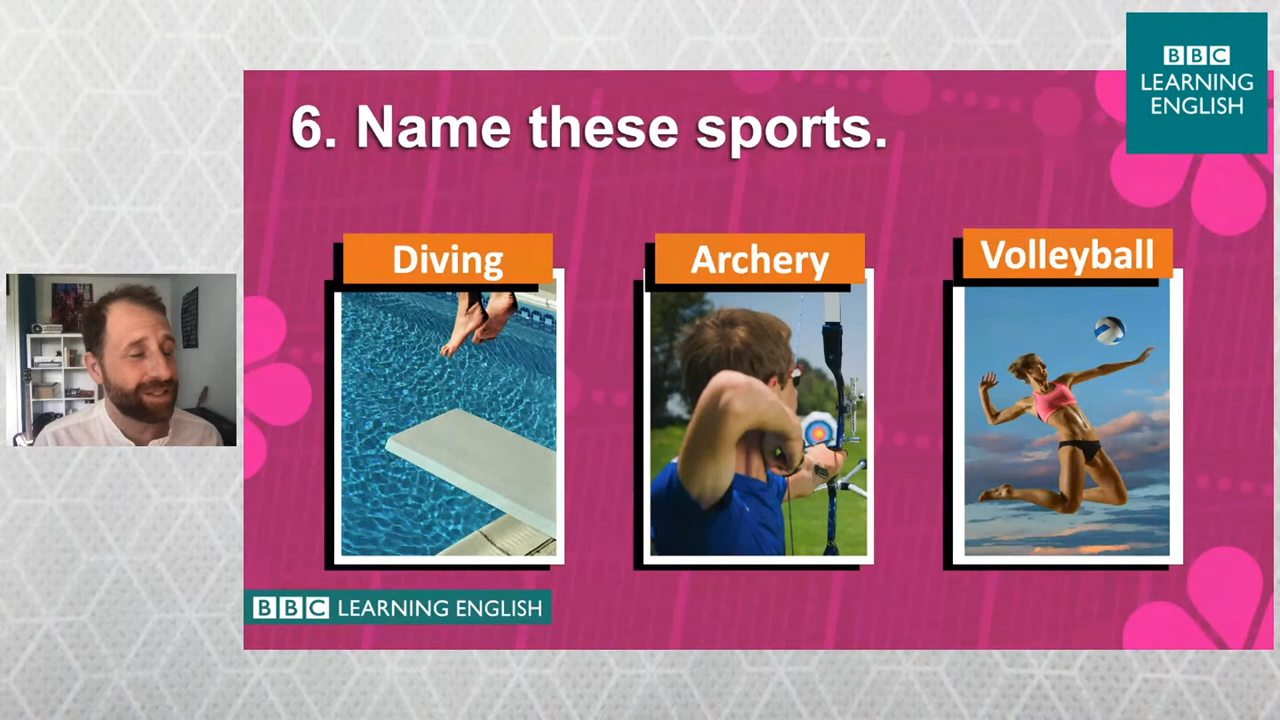 BBC
LEARNING
ENGLISH
6. Name these sports.
Diving
Archery
Volleyball
BBC LEARNING ENGLISH